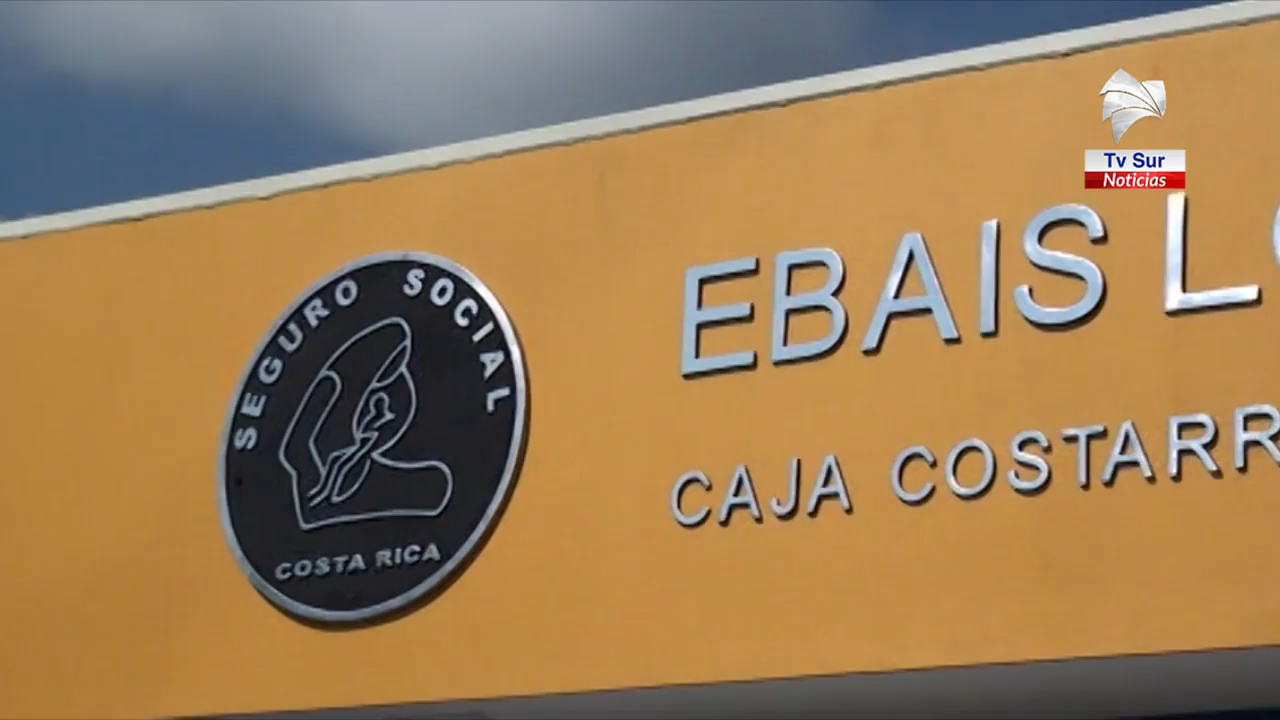 Tv Sur
Noticias
SEGURO SOCIAL
COSTA RICA
EBAIS
CAJA